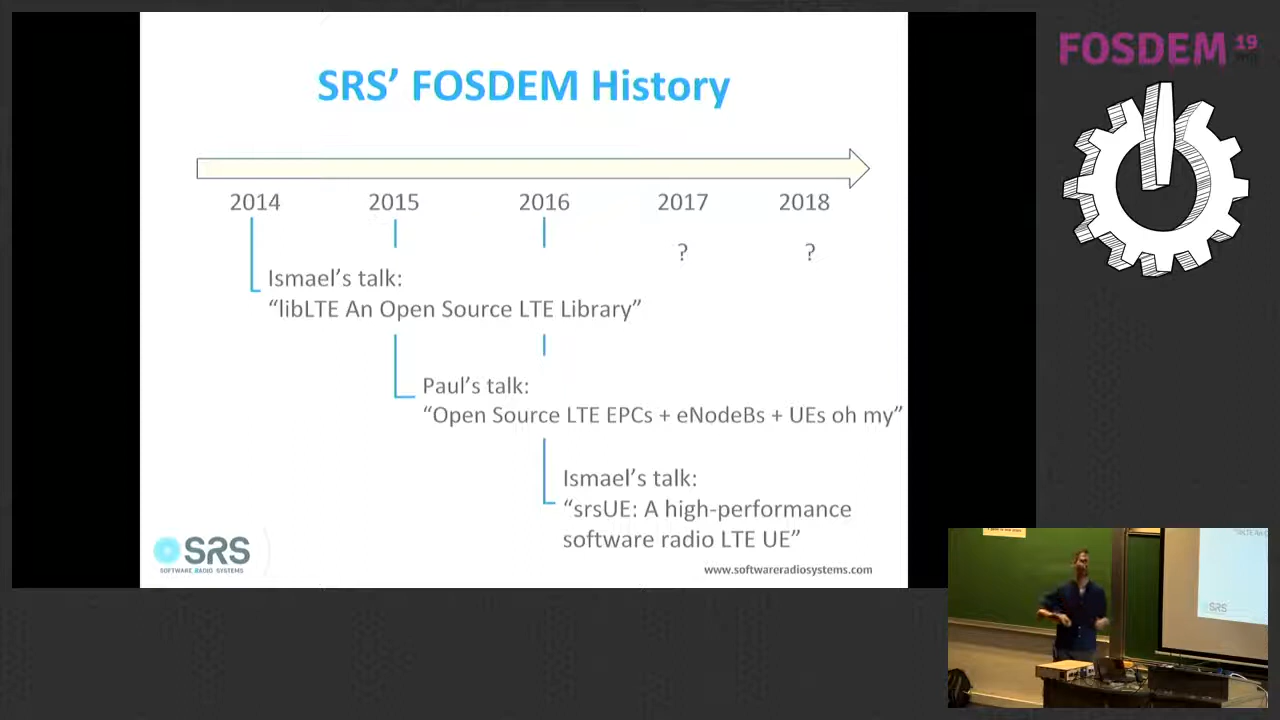 SRS’ FOSDEM History
FOSDEM 19
2014 2015 2016 2017 2018
? ?
Ismael’s talk:
“libLTE An Open Source LTE Library”
Paul’s talk:
“Open Source LTE EPCs + eNodeBs + UEs oh my”
Ismael’s talk:
“srsUE: A high-performance
software radio LTE UE”
SRS
SOFTWARE RADIO SYSTEMS
www.softwareradiosystems.com
SRS